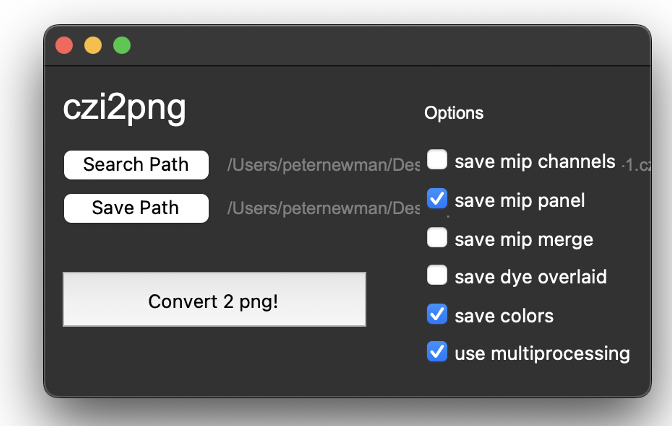 czi2png
Search Path /Users/peternewman/Des
Save Path /Users/peternewman/Des
Convert 2 png!
Options
save mip channels
save mip panel
save mip merge
save dye overlaid
save colors
use multiprocessing